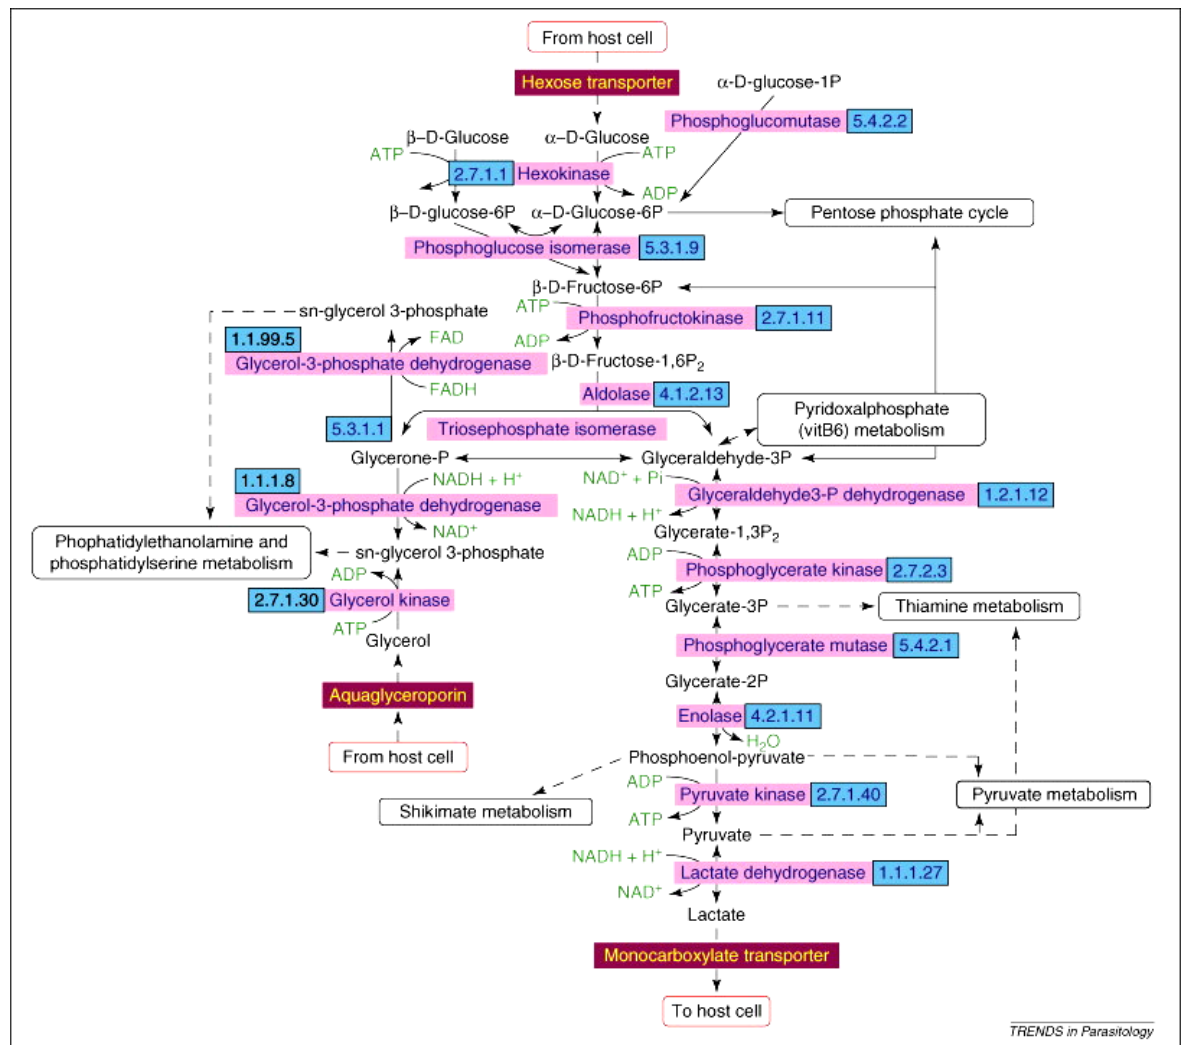 From host cell
Hexose transporter
α-D-glucose-1P
Phosphoglucomutase 5.4.2.2
β–D-Glucose α–D-Glucose
ATP ATP
2.7.1.1 Hexokinase
ADP
β–D-glucose-6P α–D-Glucose-6P
Pentose phosphate cycle
Phosphoglucose isomerase 5.3.1.9
β-D-Fructose-6P
sn-glycerol 3-phosphate
ATP
Phosphofructokinase 2.7.1.11
1.1.99.5
FAD
ADP
Glycerol-3-phosphate dehydrogenase
β-D-Fructose-1,6P₂
FADH
Aldolase 4.1.2.13
Pyridoxalphosphate
(vitB6) metabolism
5.3.1.1
Triosephosphate isomerase
Glycerone-P
Glyceraldehyde-3P
1.1.1.8
NADH + H⁺
NAD⁺ + Pi
Glyceraldehyde3-P dehydrogenase 1.2.1.12
Glycerol-3-phosphate dehydrogenase
NADH + H⁺
NAD⁺
Glycerate-1,3P₂
Phophatidylethanolamine and
phosphatidylserine metabolism
sn-glycerol 3-phosphate
ADP
ADP
Phosphoglycerate kinase 2.7.2.3
ATP
2.7.1.30 Glycerol kinase
Glycerate-3P
Thiamine metabolism
ATP
Glycerol
Phosphoglycerate mutase 5.4.2.1
Glycerate-2P
Aquaglyceroporin
Enolase 4.2.1.11
H₂O
From host cell
Phosphoenol-pyruvate
ADP
Pyruvate kinase 2.7.1.40
Pyruvate metabolism
Shikimate metabolism
ATP
Pyruvate
NADH + H⁺
Lactate dehydrogenase 1.1.1.27
NAD⁺
Lactate
Monocarboxylate transporter
To host cell
TRENDS in Parasitology